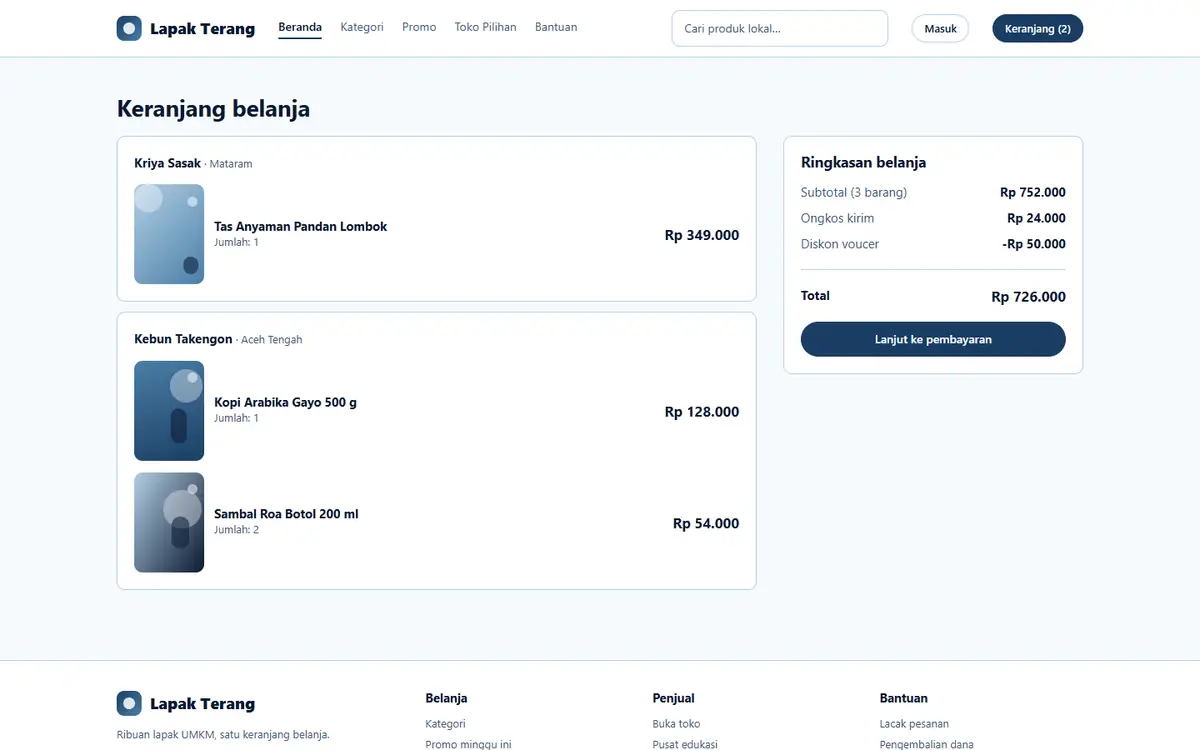 Lapak Terang
Beranda Kategori Promo Toko Pilihan Bantuan
Cari produk lokal...
Masuk
Keranjang (2)
Keranjang belanja
Kriya Sasak · Mataram
Tas Anyaman Pandan Lombok
Jumlah: 1
Rp 349.000
Kebun Takengon · Aceh Tengah
Kopi Arabika Gayo 500 g
Jumlah: 1
Rp 128.000
Sambal Roa Botol 200 ml
Jumlah: 2
Rp 54.000
Ringkasan belanja
Subtotal (3 barang) Rp 752.000
Ongkos kirim Rp 24.000
Diskon voucer -Rp 50.000
Total Rp 726.000
Lanjut ke pembayaran
Lapak Terang
Ribuan lapak UMKM, satu keranjang belanja.
Belanja
Kategori
Promo minggu ini
Penjual
Buka toko
Pusat edukasi
Bantuan
Lacak pesanan
Pengembalian dana